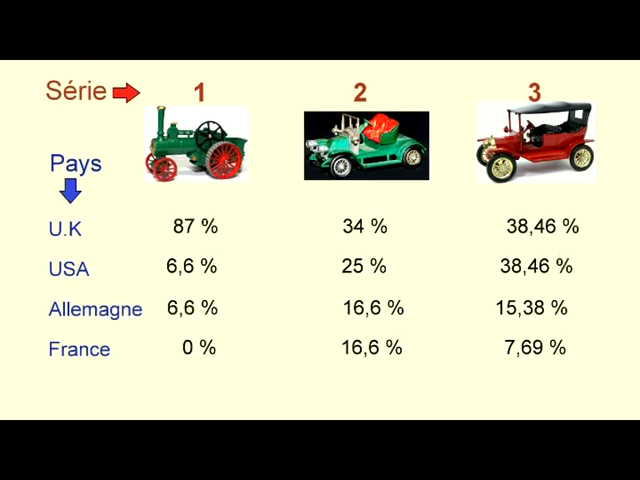 Série 1 2 3
Pays
U.K 87 % 34 % 38,46 %
USA 6,6 % 25 % 38,46 %
Allemagne 6,6 % 16,6 % 15,38 %
France 0 % 16,6 % 7,69 %